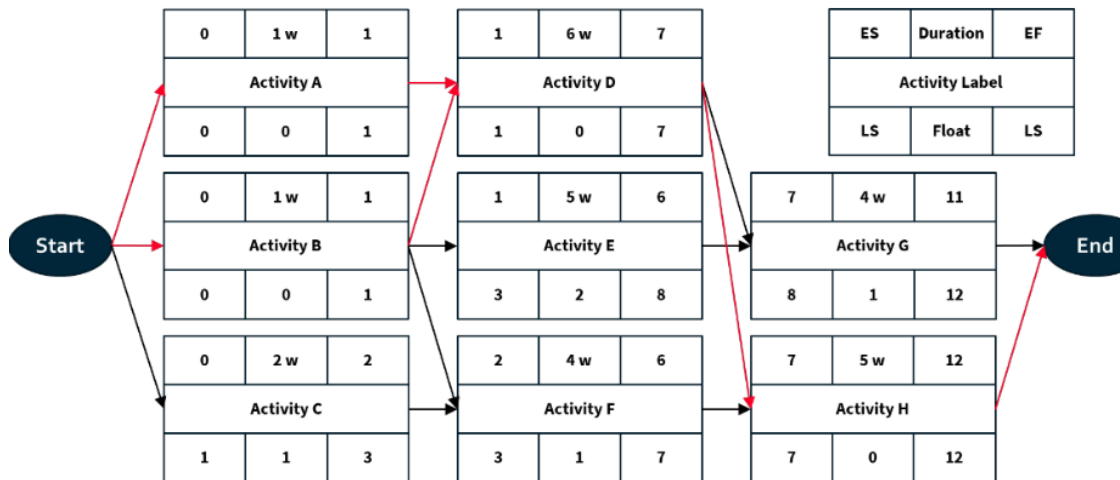 0 1 w 1
Activity A
0 0 1
1 6 w 7
Activity D
1 0 7
ES Duration EF
Activity Label
LS Float LS
Start
0 1 w 1
Activity B
0 0 1
1 5 w 6
Activity E
3 2 8
7 4 w 11
Activity G
8 1 12
End
0 2 w 2
Activity C
1 1 3
2 4 w 6
Activity F
3 1 7
7 5 w 12
Activity H
7 0 12